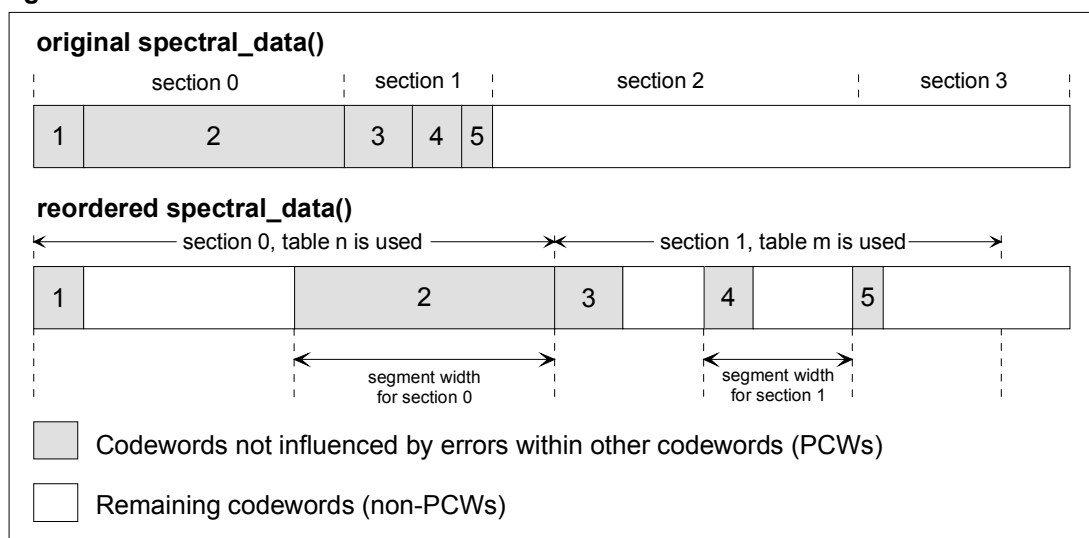 original spectral_data()
section 0 section 1 section 2 section 3
1 2 3 4 5
reordered spectral_data()
section 0, table n is used section 1, table m is used
1 2 3 4 5
segment width
for section 0
segment width
for section 1
Codewords not influenced by errors within other codewords (PCWs)
Remaining codewords (non-PCWs)